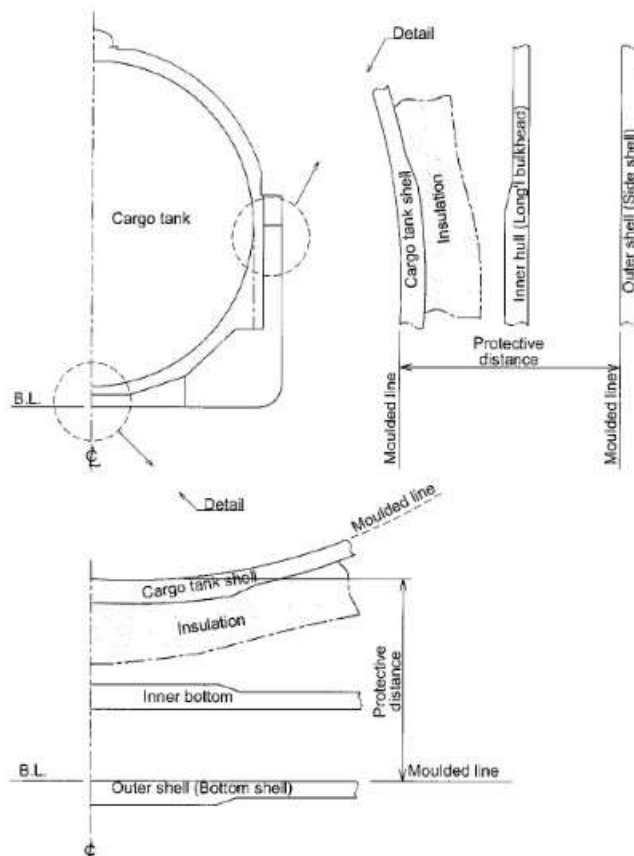 Detail
Cargo tank
B.L.
℄
Cargo tank shell
Insulation
Inner hull (Long'l bulkhead)
Outer shell (Side shell)
Protective
distance
Moulded line
Moulded liney
Detail
Moulded line
Cargo tank shell
Insulation
Inner bottom
Protective
distance
B.L.
Moulded line
Outer shell (Bottom shell)
℄